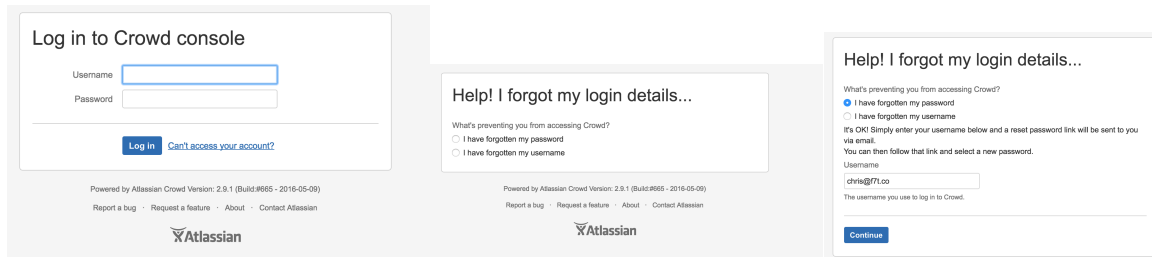 Log in to Crowd console
Username
Password
Log in Can't access your account?
Powered by Atlassian Crowd Version: 2.9.1 (Build:#665 - 2016-05-09)
Report a bug · Request a feature · About · Contact Atlassian
Atlassian
Help! I forgot my login details...
What's preventing you from accessing Crowd?
I have forgotten my password
I have forgotten my username
Powered by Atlassian Crowd Version: 2.9.1 (Build:#665 - 2016-05-09)
Report a bug · Request a feature · About · Contact Atlassian
Atlassian
Help! I forgot my login details...
What's preventing you from accessing Crowd?
I have forgotten my password
I have forgotten my username
It's OK! Simply enter your username below and a reset password link will be sent to you
via email.
You can then follow that link and select a new password.
Username
chris@f7t.co
The username you use to log in to Crowd.
Continue